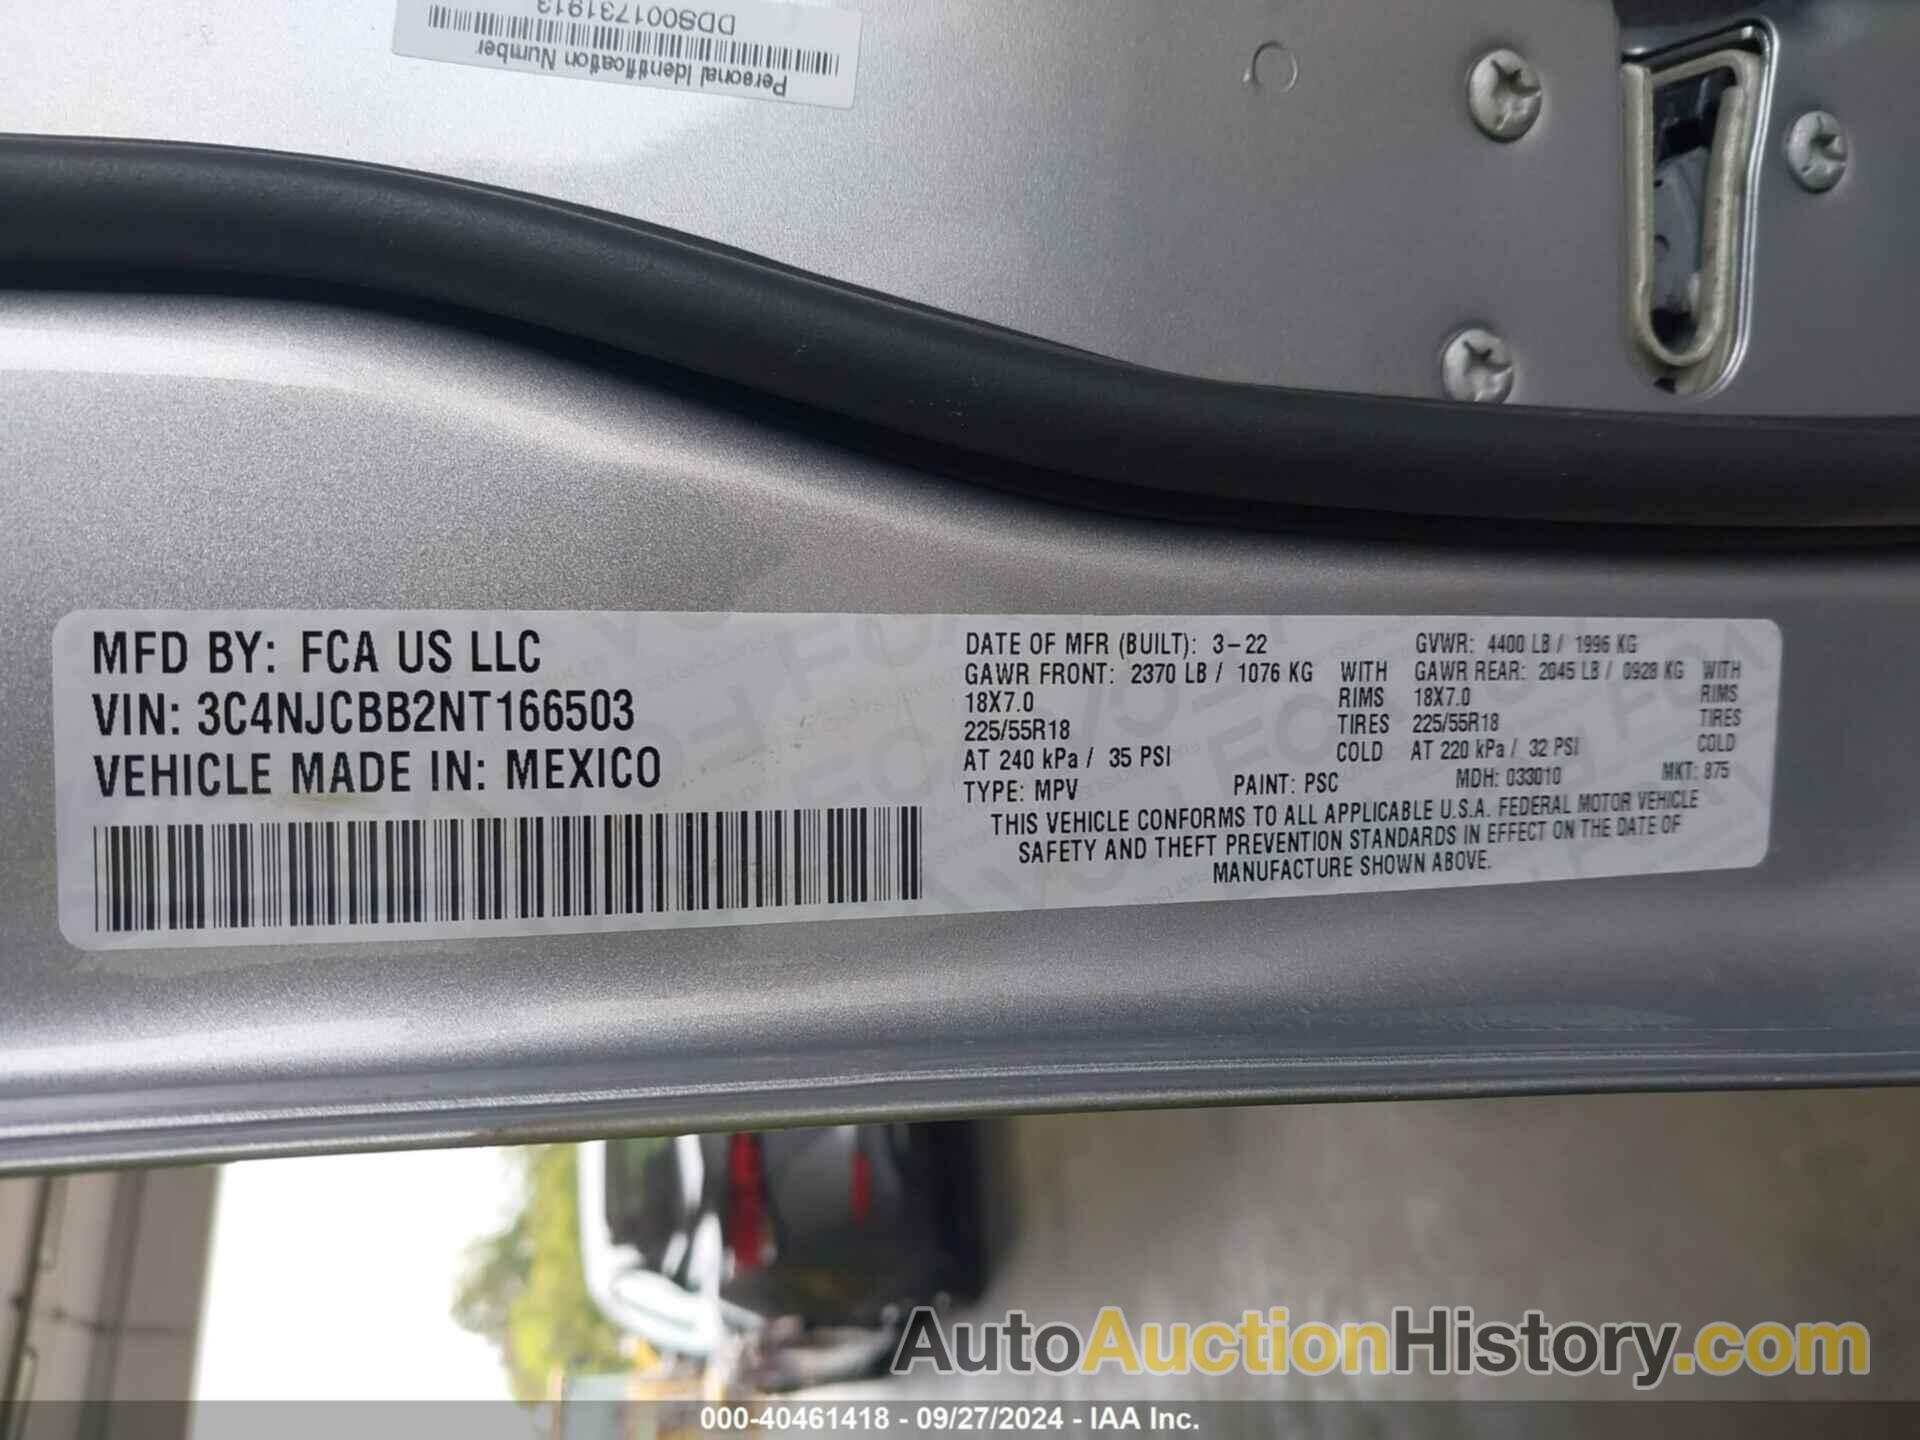 Personal Identification Number
DDS001731913
MFD BY: FCA US LLC
VIN: 3C4NJCBB2NT166503
VEHICLE MADE IN: MEXICO
DATE OF MFR (BUILT): 3-22 GVWR: 4400 LB / 1996 KG
GAWR FRONT: 2370 LB / 1076 KG WITH GAWR REAR: 2045 LB / 0928 KG WITH
18X7.0 RIMS 18X7.0 RIMS
225/55R18 TIRES 225/55R18 TIRES
AT 240 kPa / 35 PSI COLD AT 220 kPa / 32 PSI COLD
TYPE: MPV PAINT: PSC MDH: 033010 MKT: 875
THIS VEHICLE CONFORMS TO ALL APPLICABLE U.S.A. FEDERAL MOTOR VEHICLE
SAFETY AND THEFT PREVENTION STANDARDS IN EFFECT ON THE DATE OF
MANUFACTURE SHOWN ABOVE.
AutoAuctionHistory.com
000-40461418 - 09/27/2024 - IAA Inc.